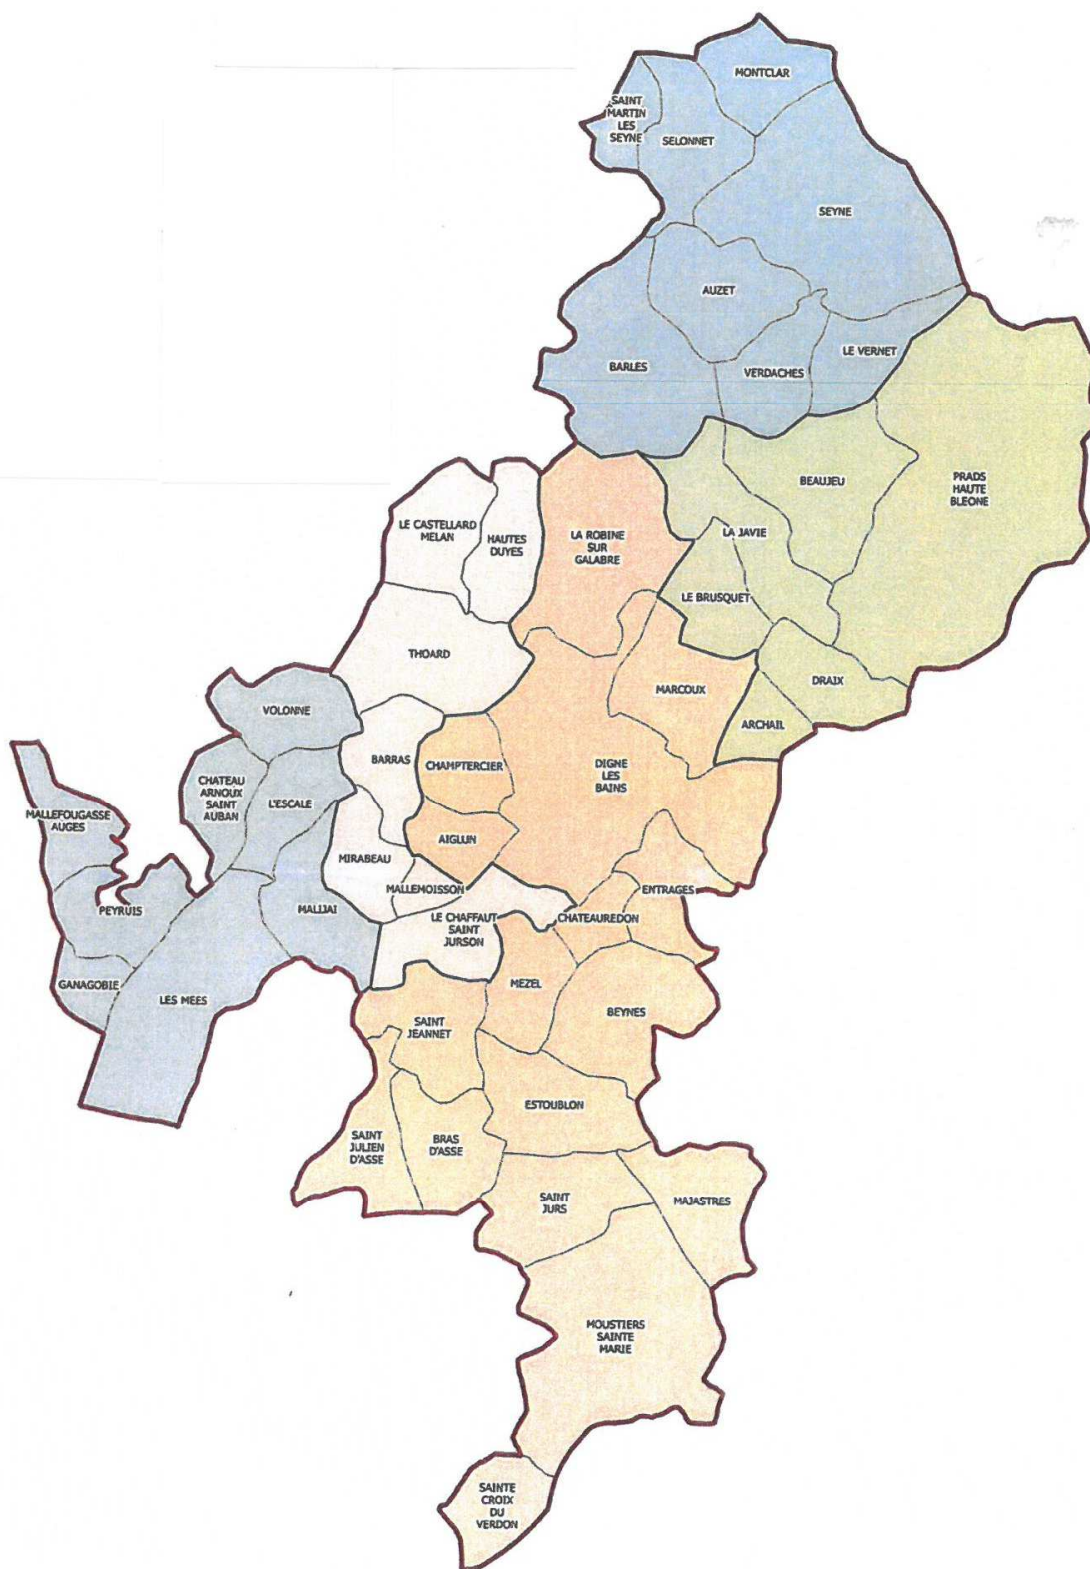 MONTCLAR
SAINT
MARTIN
LES
SEYNE
SELONNET
SEYNE
AUZET
LE VERNET
BARLES
VERDACHES
PRADS
HAUTE
BLEONE
BEAUJEU
LE CASTELLARD
MELAN
HAUTES
DUYES
LA ROBINE
SUR
GALABRE
LA JAVIE
LE BRUSQUET
THOARD
MARCOUX
DRAIX
ARCHAIL
VOLONNE
BARRAS
CHAMPTERCIER
DIGNE
LES
BAINS
CHATEAU
ARNOUX
SAINT
AUBAN
L'ESCALE
MALLEFOUGASSE
AUGES
AIGLUN
MIRABEAU
MALLEMOISSON
ENTRAGES
PEYRUIS
MALIJAI
LE CHAFFAUT
SAINT
JURSON
CHATEAUREDON
GANAGOBIE
LES MEES
MEZEL
BEYNES
SAINT
JEANNET
ESTOUBLON
SAINT
JULIEN
D'ASSE
BRAS
D'ASSE
SAINT
JURS
MAJASTRES
MOUSTIERS
SAINTE
MARIE
SAINTE
CROIX
DU
VERDON